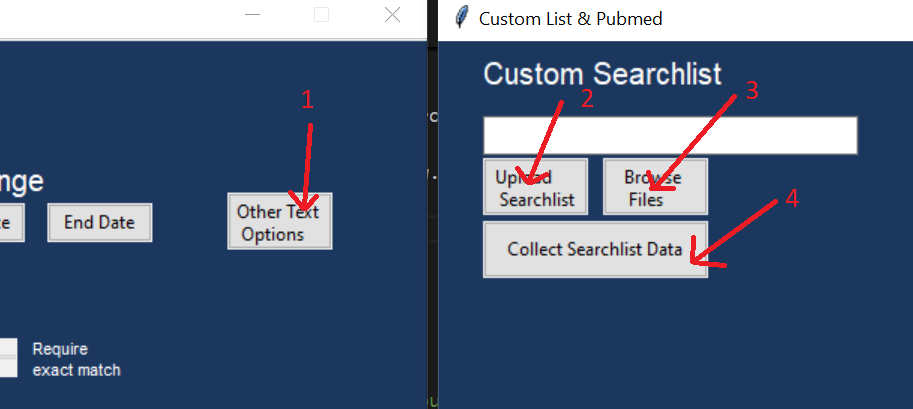 Custom List & Pubmed
1
Custom Searchlist
2
3
nge
Upload
Searchlist
Browse
Files
End Date
Other Text
Options
4
Collect Searchlist Data
Require
exact match